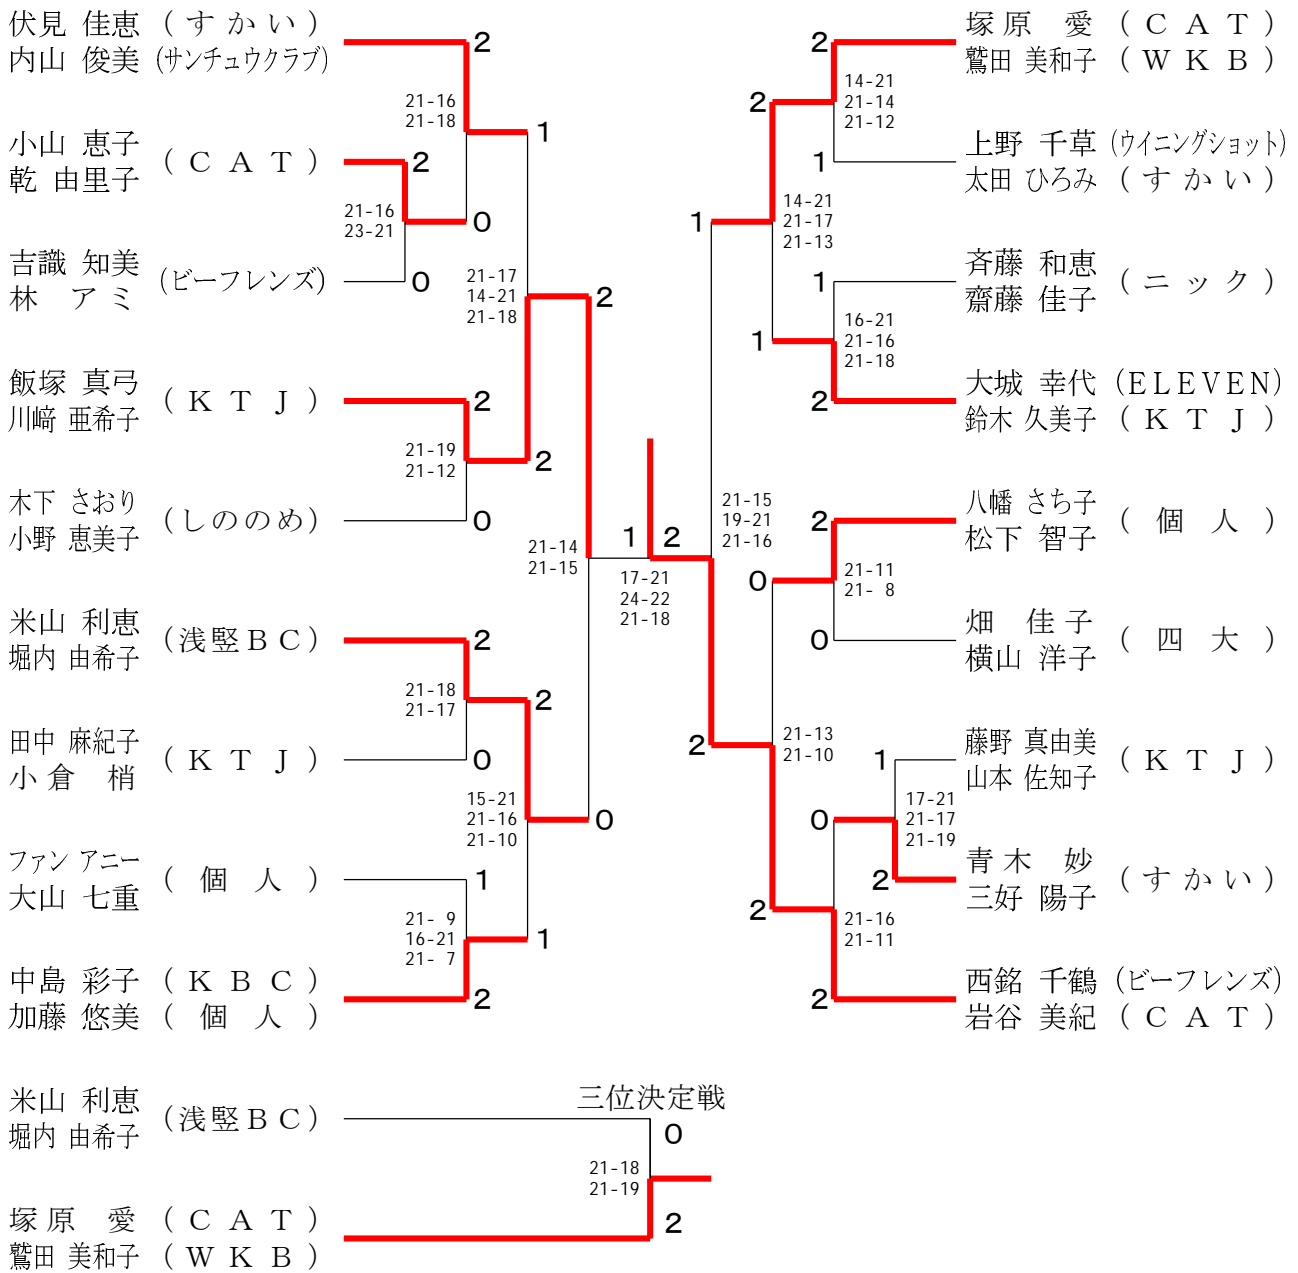 伏見 佳恵 (すかい)
内山 俊美 (サンチュウクラブ)
2
21-16
21-18
1
小山 恵子
乾 由里子
(CAT)
2
21-16
23-21
0
吉識 知美
林 アミ
(ビーフレンズ)
0
21-17
14-21
21-18
2
飯塚 真弓
川﨑 亜希子
(KTJ)
2
21-19
21-12
2
木下 さおり
小野 恵美子
(しののめ)
0
21-14
21-15
1
2
17-21
24-22
21-18
米山 利恵
堀内 由希子
(浅堅BC)
2
21-18
21-17
2
田中 麻紀子
小倉 梢
(KTJ)
0
15-21
21-16
21-10
0
ファン アニー
大山 七重
(個人)
1
21- 9
16-21
21- 7
1
中島 彩子 (KBC)
加藤 悠美 (個人)
2
塚原 愛 (CAT)
鷲田 美和子 (WKB)
2
14-21
21-14
21-12
2
上野 千草 (ウイニングショット)
太田 ひろみ (すかい)
1
14-21
21-17
21-13
1
斉藤 和恵
齋藤 佳子
(ニック)
1
16-21
21-16
21-18
1
大城 幸代 (ELEVEN)
鈴木 久美子 (KTJ)
2
21-15
19-21
21-16
八幡 さち子
松下 智子
(個人)
2
21-11
21- 8
0
畑 佳子
横山 洋子
(四大)
0
21-13
21-10
2
藤野 真由美
山本 佐知子
(KTJ)
1
17-21
21-17
21-19
0
青木 妙
三好 陽子
(すかい)
2
21-16
21-11
2
西銘 千鶴 (ビーフレンズ)
岩谷 美紀 (CAT)
2
三位決定戦
米山 利恵
堀内 由希子
(浅堅BC)
0
21-18
21-19
塚原 愛 (CAT)
鷲田 美和子 (WKB)
2